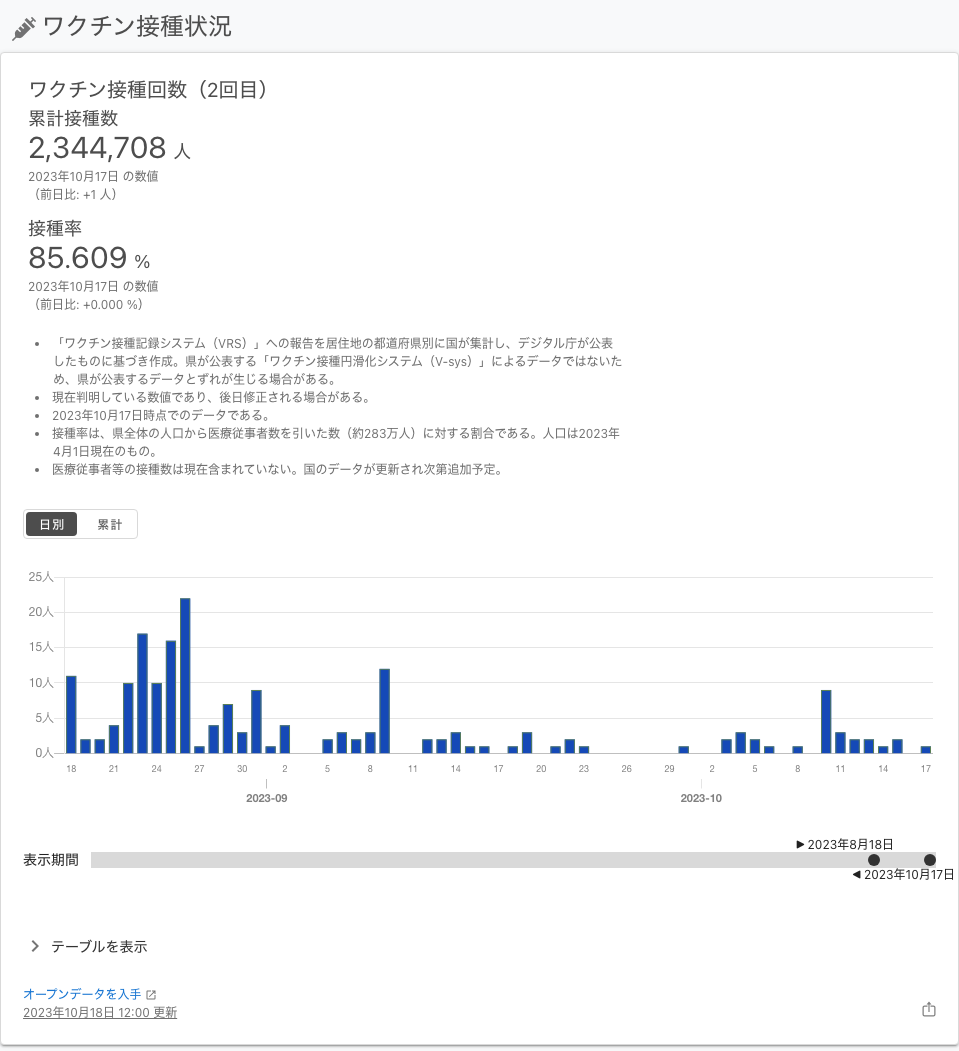 ワクチン接種状況
ワクチン接種回数（2回目）
累計接種数
2,344,708 人
2023年10月17日 の数値
（前日比: +1 人）
接種率
85.609 %
2023年10月17日 の数値
（前日比: +0.000 %）
• 「ワクチン接種記録システム（VRS）」への報告を居住地の都道府県別に国が集計し、デジタル庁が公表
したものに基づき作成。県が公表する「ワクチン接種円滑化システム（V-sys）」によるデータではないた
め、県が公表するデータとずれが生じる場合がある。
• 現在判明している数値であり、後日修正される場合がある。
• 2023年10月17日時点でのデータである。
• 接種率は、県全体の人口から医療従事者数を引いた数（約283万人）に対する割合である。人口は2023年
4月1日現在のもの。
• 医療従事者等の接種数は現在含まれていない。国のデータが更新され次第追加予定。
日別 累計
25人
20人
15人
10人
5人
0人
18 21 24 27 30 2 5 8 11 14 17 20 23 26 29 2 5 8 11 14 17
2023-09 2023-10
▶ 2023年8月18日
表示期間
◀ 2023年10月17日
テーブルを表示
オープンデータを入手
2023年10月18日 12:00 更新